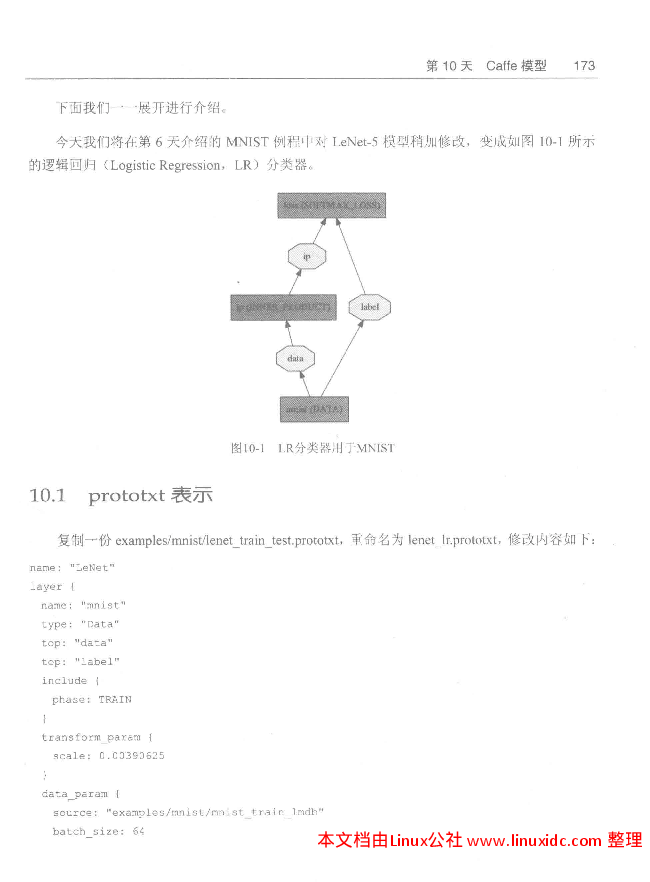 第 10 天 Caffe 模型 173
下面我们一一展开进行介绍。
今天我们将在第 6 天介绍的 MNIST 例程中对 LeNet-5 模型稍加修改，变成如图 10-1 所示
的逻辑回归（Logistic Regression，LR）分类器。
loss (SOFTMAX_LOSS)
ip
ip (INNER_PRODUCT)
label
data
mnist (DATA)
图10-1 LR分类器用于MNIST
10.1 prototxt 表示
复制一份 examples/mnist/lenet_train_test.prototxt，重命名为 lenet_lr.prototxt，修改内容如下：
name: "LeNet"
layer {
name: "mnist"
type: "Data"
top: "data"
top: "label"
include {
phase: TRAIN
}
transform_param {
scale: 0.00390625
}
data_param {
source: "examples/mnist/mnist_train_lmdb"
batch_size: 64
本文档由Linux公社 www.linuxidc.com 整理